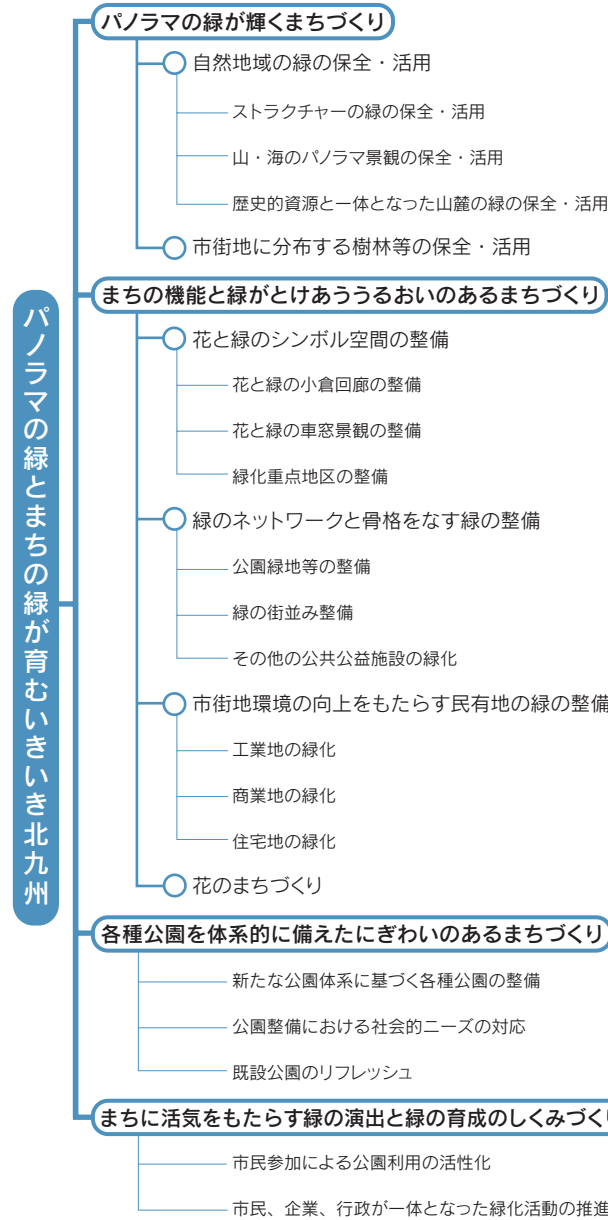 パノラマの緑とまちの緑が育むいきいき北九州
パノラマの緑が輝くまちづくり
自然地域の緑の保全・活用
ストラクチャーの緑の保全・活用
山・海のパノラマ景観の保全・活用
歴史的資源と一体となった山麓の緑の保全・活用
市街地に分布する樹林等の保全・活用
まちの機能と緑がとけあううるおいのあるまちづくり
花と緑のシンボル空間の整備
花と緑の小倉回廊の整備
花と緑の車窓景観の整備
緑化重点地区の整備
緑のネットワークと骨格をなす緑の整備
公園緑地等の整備
緑の街並み整備
その他の公共公益施設の緑化
市街地環境の向上をもたらす民有地の緑の整備
工業地の緑化
商業地の緑化
住宅地の緑化
花のまちづくり
各種公園を体系的に備えたにぎわいのあるまちづくり
新たな公園体系に基づく各種公園の整備
公園整備における社会的ニーズの対応
既設公園のリフレッシュ
まちに活気をもたらす緑の演出と緑の育成のしくみづくり
市民参加による公園利用の活性化
市民、企業、行政が一体となった緑化活動の推進